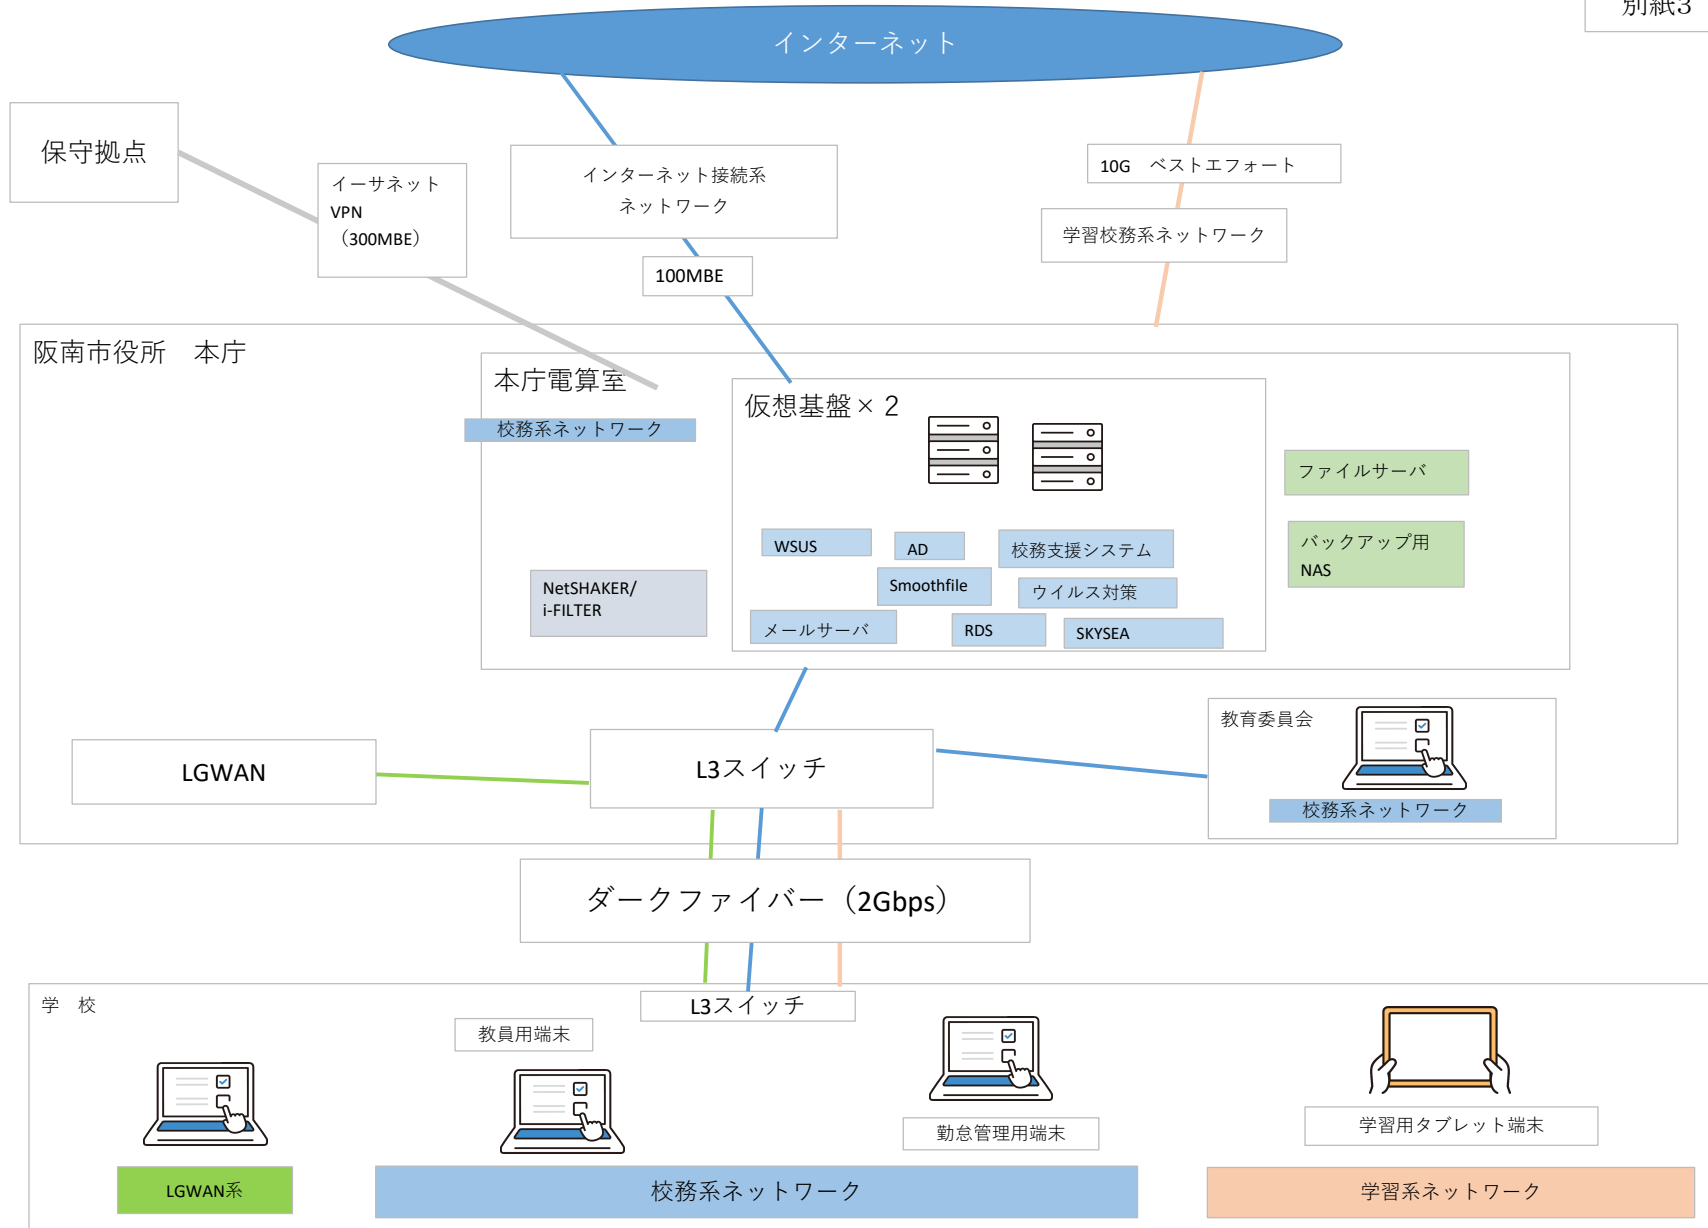 別紙3
インターネット
保守拠点
イーサネット
VPN
（300MBE）
インターネット接続系
ネットワーク
100MBE
10G　ベストエフォート
学習校務系ネットワーク
阪南市役所　本庁
本庁電算室
校務系ネットワーク
仮想基盤×２
ファイルサーバ
バックアップ用
NAS
WSUS
AD
校務支援システム
NetSHAKER/
i-FILTER
Smoothfile
ウイルス対策
メールサーバ
RDS
SKYSEA
教育委員会
校務系ネットワーク
LGWAN
L3スイッチ
ダークファイバー（2Gbps）
学　校
L3スイッチ
教員用端末
勤怠管理用端末
学習用タブレット端末
LGWAN系
校務系ネットワーク
学習系ネットワーク